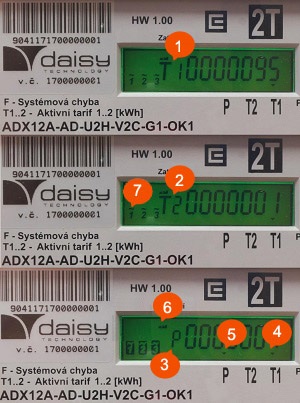 HW 1.00
2T
9041171700000001
Za
1
T10000095
daisy
TECHNOLOGY
v.č. 1700000001
F - Systémová chyba
T1..2 - Aktivní tarif 1..2 [kWh]
P T2 T1
ADX12A-AD-U2H-V2C-G1-OK1
HW 1.00
2T
9041171700000001
2
7
T20000001
daisy
TECHNOLOGY
v.č. 1700000001
F - Systémová chyba
T1..2 - Aktivní tarif 1..2 [kWh]
P T2 T1
ADX12A-AD-U2H-V2C-G1-OK1
HW 1.00
2T
9041171700000001
6
5
4
3
daisy
TECHNOLOGY
v.č. 1700000001
F - Systémová chyba
T1..2 - Aktivní tarif 1..2 [kWh]
P T2 T1
ADX12A-AD-U2H-V2C-G1-OK1